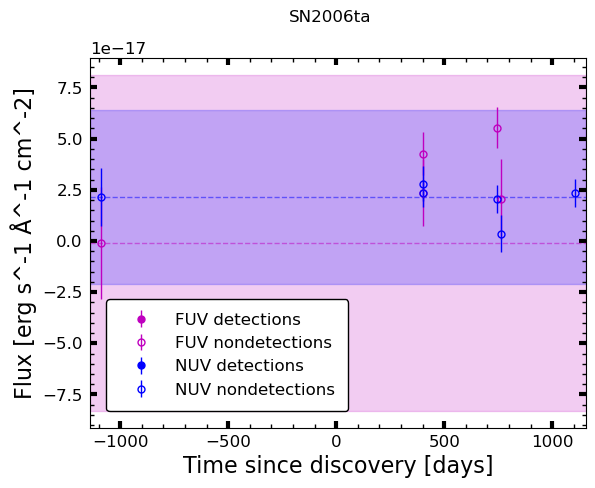 SN2006ta
1e−17
7.5
5.0
2.5
0.0
−2.5
−5.0
−7.5
Flux [erg s^-1 Å^-1 cm^-2]
FUV detections
FUV nondetections
NUV detections
NUV nondetections
−1000 −500 0 500 1000
Time since discovery [days]